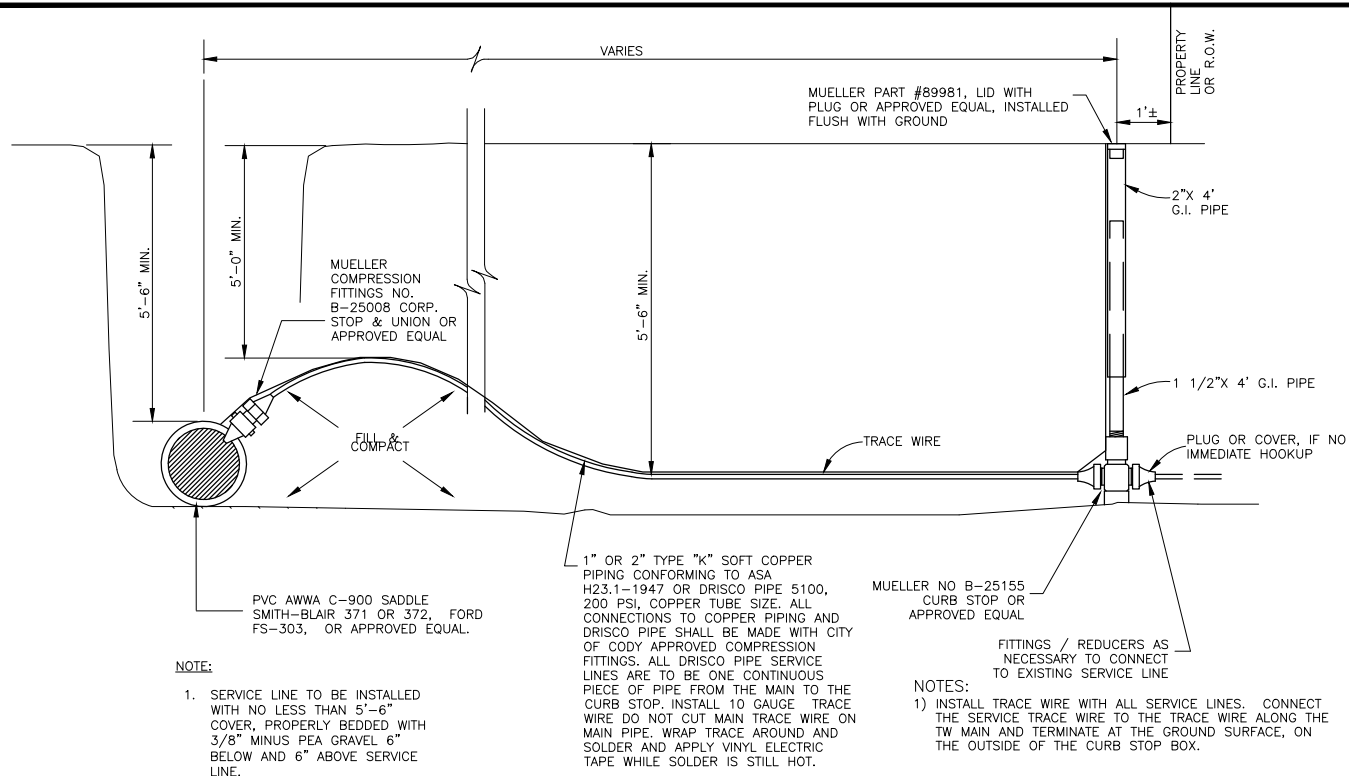 VARIES
PROPERTY
LINE
OR R.O.W.
MUELLER PART #89981, LID WITH
PLUG OR APPROVED EQUAL, INSTALLED
FLUSH WITH GROUND
1'±
2"X 4'
G.I. PIPE
5'-6" MIN.
5'-0" MIN.
MUELLER
COMPRESSION
FITTINGS NO.
B-25008 CORP.
STOP & UNION OR
APPROVED EQUAL
5'-6" MIN.
1 1/2"X 4' G.I. PIPE
FILL &
COMPACT
TRACE WIRE
PLUG OR COVER, IF NO
IMMEDIATE HOOKUP
PVC AWWA C-900 SADDLE
SMITH-BLAIR 371 OR 372, FORD
FS-303, OR APPROVED EQUAL.
1" OR 2" TYPE "K" SOFT COPPER
PIPING CONFORMING TO ASA
H23.1-1947 OR DRISCO PIPE 5100,
200 PSI, COPPER TUBE SIZE. ALL
CONNECTIONS TO COPPER PIPING AND
DRISCO PIPE SHALL BE MADE WITH CITY
OF CODY APPROVED COMPRESSION
FITTINGS. ALL DRISCO PIPE SERVICE
LINES ARE TO BE ONE CONTINUOUS
PIECE OF PIPE FROM THE MAIN TO THE
CURB STOP. INSTALL 10 GAUGE TRACE
WIRE DO NOT CUT MAIN TRACE WIRE ON
MAIN PIPE. WRAP TRACE AROUND AND
SOLDER AND APPLY VINYL ELECTRIC
TAPE WHILE SOLDER IS STILL HOT.
MUELLER NO B-25155
CURB STOP OR
APPROVED EQUAL
FITTINGS / REDUCERS AS
NECESSARY TO CONNECT
TO EXISTING SERVICE LINE
NOTE:
1. SERVICE LINE TO BE INSTALLED
WITH NO LESS THAN 5'-6"
COVER, PROPERLY BEDDED WITH
3/8" MINUS PEA GRAVEL 6"
BELOW AND 6" ABOVE SERVICE
LINE.
NOTES:
1) INSTALL TRACE WIRE WITH ALL SERVICE LINES. CONNECT
THE SERVICE TRACE WIRE TO THE TRACE WIRE ALONG THE
TW MAIN AND TERMINATE AT THE GROUND SURFACE, ON
THE OUTSIDE OF THE CURB STOP BOX.